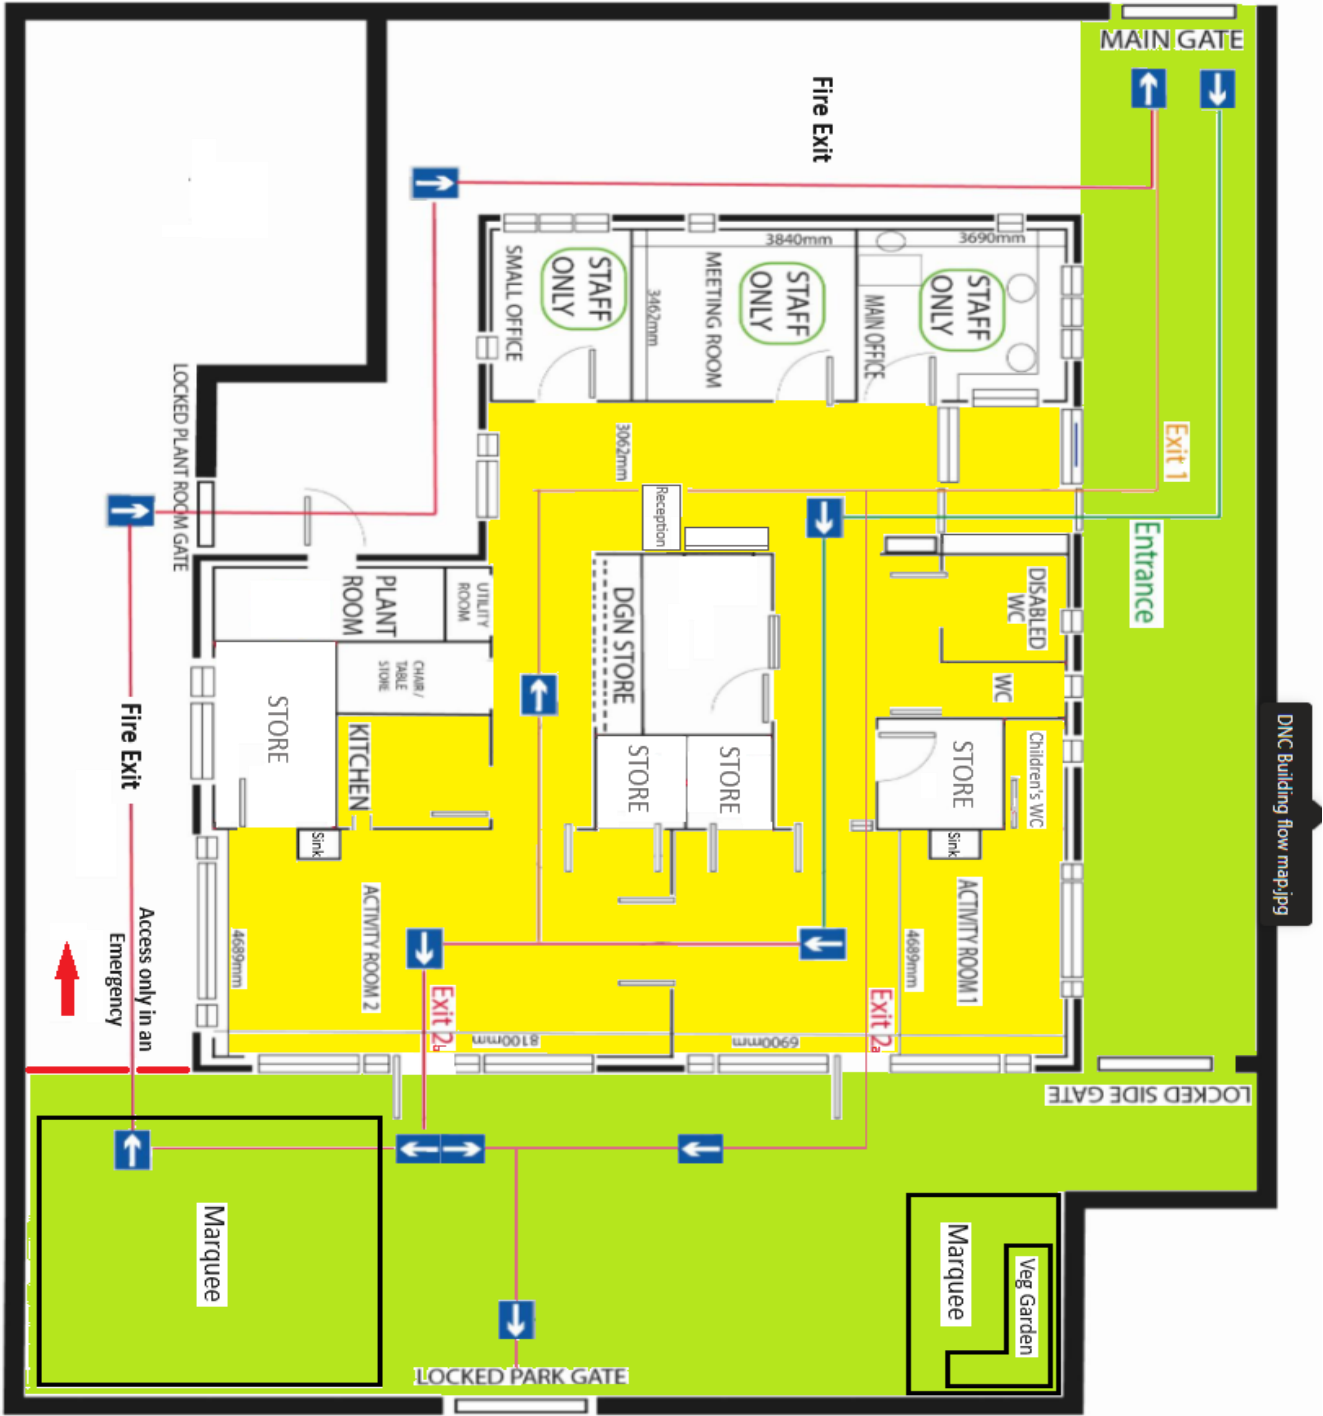 MAIN GATE
Fire Exit
STAFF
ONLY
SMALL OFFICE
3462mm
3840mm
STAFF
ONLY
MEETING ROOM
3690mm
STAFF
ONLY
MAIN OFFICE
LOCKED PLANT ROOM GATE
3062mm
Exit 1
Reception
Entrance
PLANT
ROOM
UTILITY
ROOM
DGN STORE
DISABLED
WC
CHAIR /
TABLE
STORE
WC
STORE
KITCHEN
STORE
STORE
STORE
Children's WC
Fire Exit
DNC Building flow map.jpg
Sink
Sink
ACTIVITY ROOM 2
ACTIVITY ROOM 1
4689mm
4689mm
Access only in an
Emergency
Exit 2b
Exit 2a
8100mm
6900mm
LOCKED SIDE GATE
Marquee
Marquee
Veg Garden
LOCKED PARK GATE